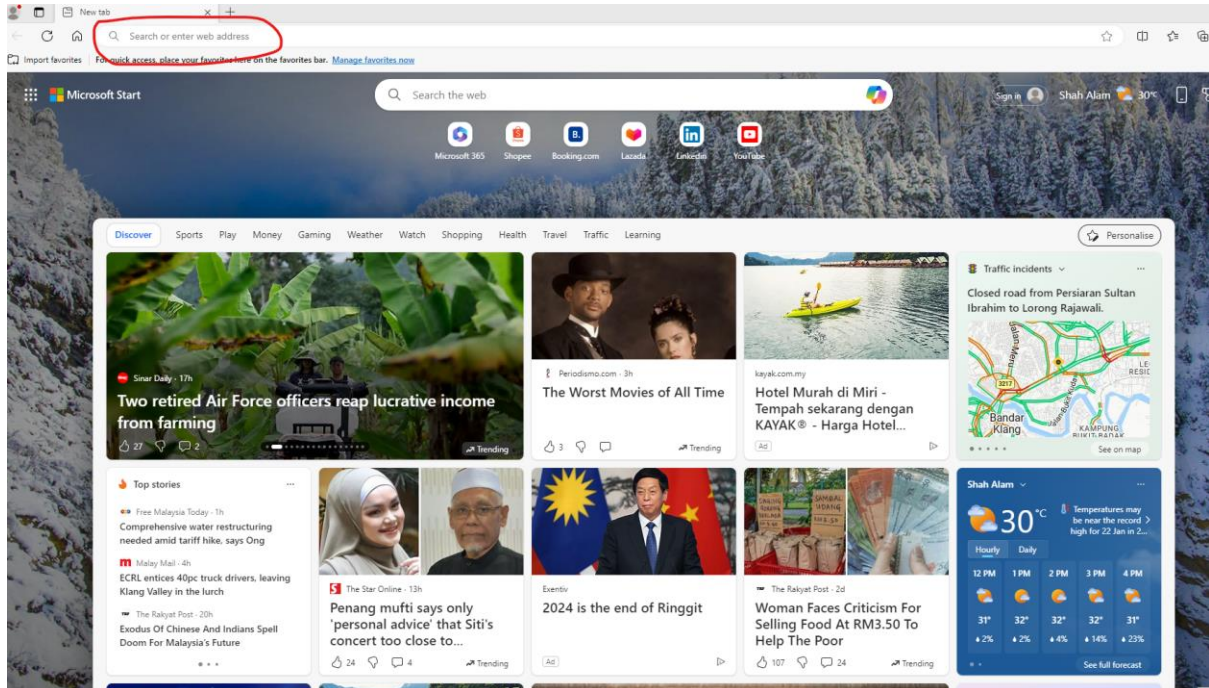 New tab
Search or enter web address
Import favorites
For quick access, place your favorites here on the favorites bar. Manage favorites now
Microsoft Start
Search the web
Sign in
Shah Alam 30°C
Microsoft 365
Shopee
Booking.com
Lazada
LinkedIn
YouTube
Discover
Sports
Play
Money
Gaming
Weather
Watch
Shopping
Health
Travel
Traffic
Learning
Personalise
Sinar Daily · 17h
Two retired Air Force officers reap lucrative income
from farming
27
2
Trending
Periodismo.com · 3h
The Worst Movies of All Time
3
Trending
kayak.com.my
Hotel Murah di Miri -
Tempah sekarang dengan
KAYAK® - Harga Hotel...
Ad
Traffic incidents
Closed road from Persiaran Sultan
Ibrahim to Lorong Rajawali.
Jalan Meru
3217
Bandar
Klang
KAMPUNG
BUKIT BADAK
See on map
Top stories
Free Malaysia Today · 1h
Comprehensive water restructuring
needed amid tariff hike, says Ong
Malay Mail · 4h
ECRL entices 40pc truck drivers, leaving
Klang Valley in the lurch
The Rakyat Post · 20h
Exodus Of Chinese And Indians Spell
Doom For Malaysia's Future
The Star Online · 13h
Penang mufti says only
'personal advice' that Siti's
concert too close to...
24
4
Trending
Exentiv
2024 is the end of Ringgit
Ad
SAMBAL
UDANG
RM3.50
The Rakyat Post · 2d
Woman Faces Criticism For
Selling Food At RM3.50 To
Help The Poor
107
24
Trending
Shah Alam
30°C
Temperatures may
be near the record
high for 22 Jan in 2...
Hourly
Daily
12 PM
1 PM
2 PM
3 PM
4 PM
31°
32°
32°
32°
31°
2%
2%
4%
14%
23%
See full forecast